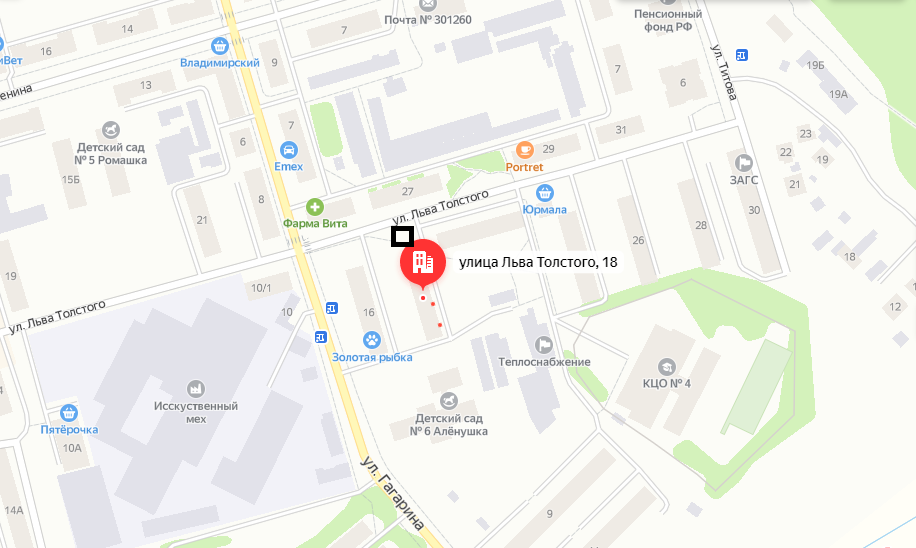 Почта № 301260
Пенсионный
фонд РФ
14
16
7
9
Владимирский
7
6
ул. Титова
19Б
19А
13
Детский сад
№ 5 Ромашка
6
7
Emex
31
29
Portret
23
22
19
21
ЗАГС
15Б
27
ул. Льва Толстого
Юрмала
8
21
Фарма Вита
26
28
30
улица Льва Толстого, 18
19
10/1
10
ул. Льва Толстого
16
12
Золотая рыбка
Теплоснабжение
КЦО № 4
Исскуственный
мех
Пятёрочка
10А
Детский сад
№ 6 Алёнушка
ул. Гагарина
9